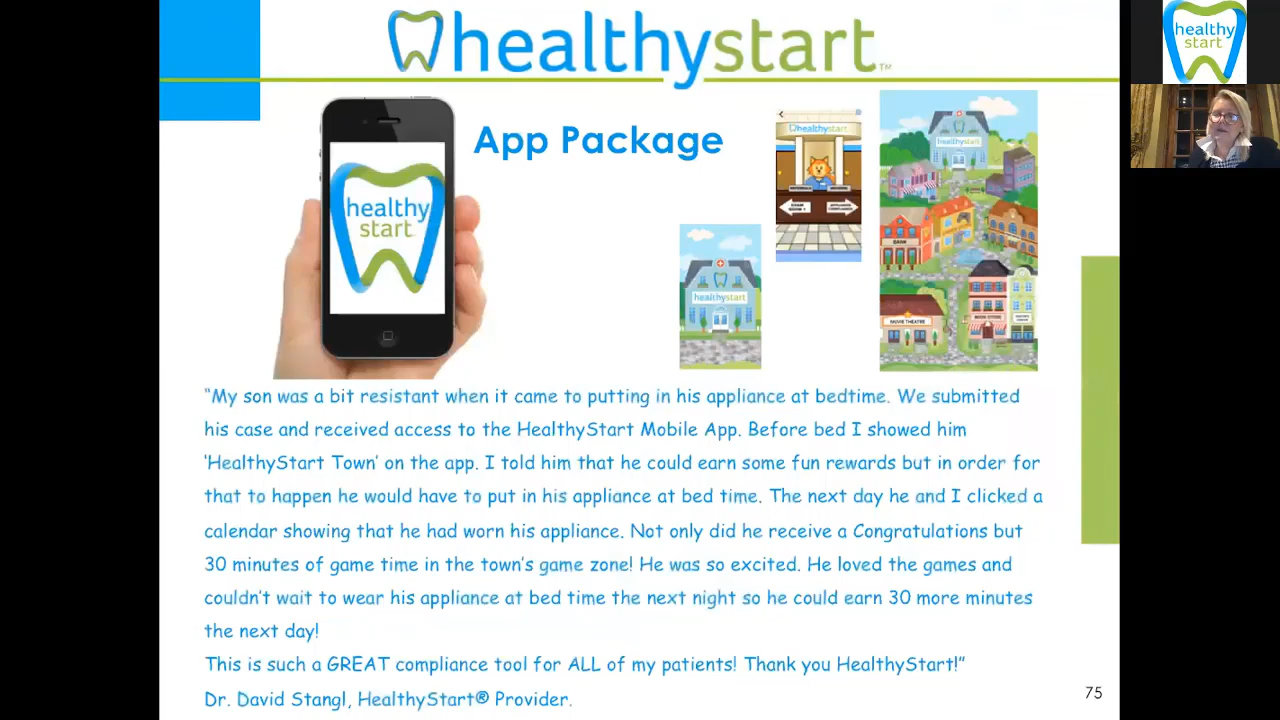 healthystart™
healthy
start
App Package
healthystart
healthy
start
healthystart
healthystart
BANK
MOVIE THEATRE
BOOK STORE
"My son was a bit resistant when it came to putting in his appliance at bedtime. We submitted
his case and received access to the HealthyStart Mobile App. Before bed I showed him
'HealthyStart Town' on the app. I told him that he could earn some fun rewards but in order for
that to happen he would have to put in his appliance at bed time. The next day he and I clicked a
calendar showing that he had worn his appliance. Not only did he receive a Congratulations but
30 minutes of game time in the town's game zone! He was so excited. He loved the games and
couldn't wait to wear his appliance at bed time the next night so he could earn 30 more minutes
the next day!
This is such a GREAT compliance tool for ALL of my patients! Thank you HealthyStart!"
Dr. David Stangl, HealthyStart® Provider.
75